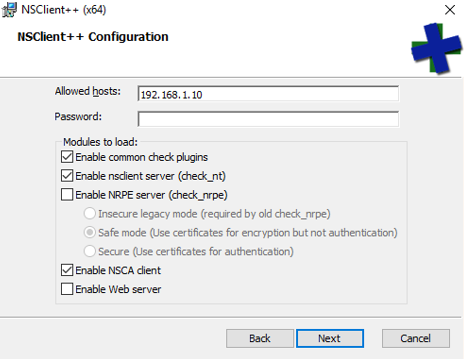 NSClient++ (x64)
NSClient++ Configuration
Allowed hosts: 192.168.1.10
Password:
Modules to load:
Enable common check plugins
Enable nsclient server (check_nt)
Enable NRPE server (check_nrpe)
Insecure legacy mode (required by old check_nrpe)
Safe mode (Use certificates for encryption but not authentication)
Secure (Use certificates for authentication)
Enable NSCA client
Enable Web server
Back Next Cancel